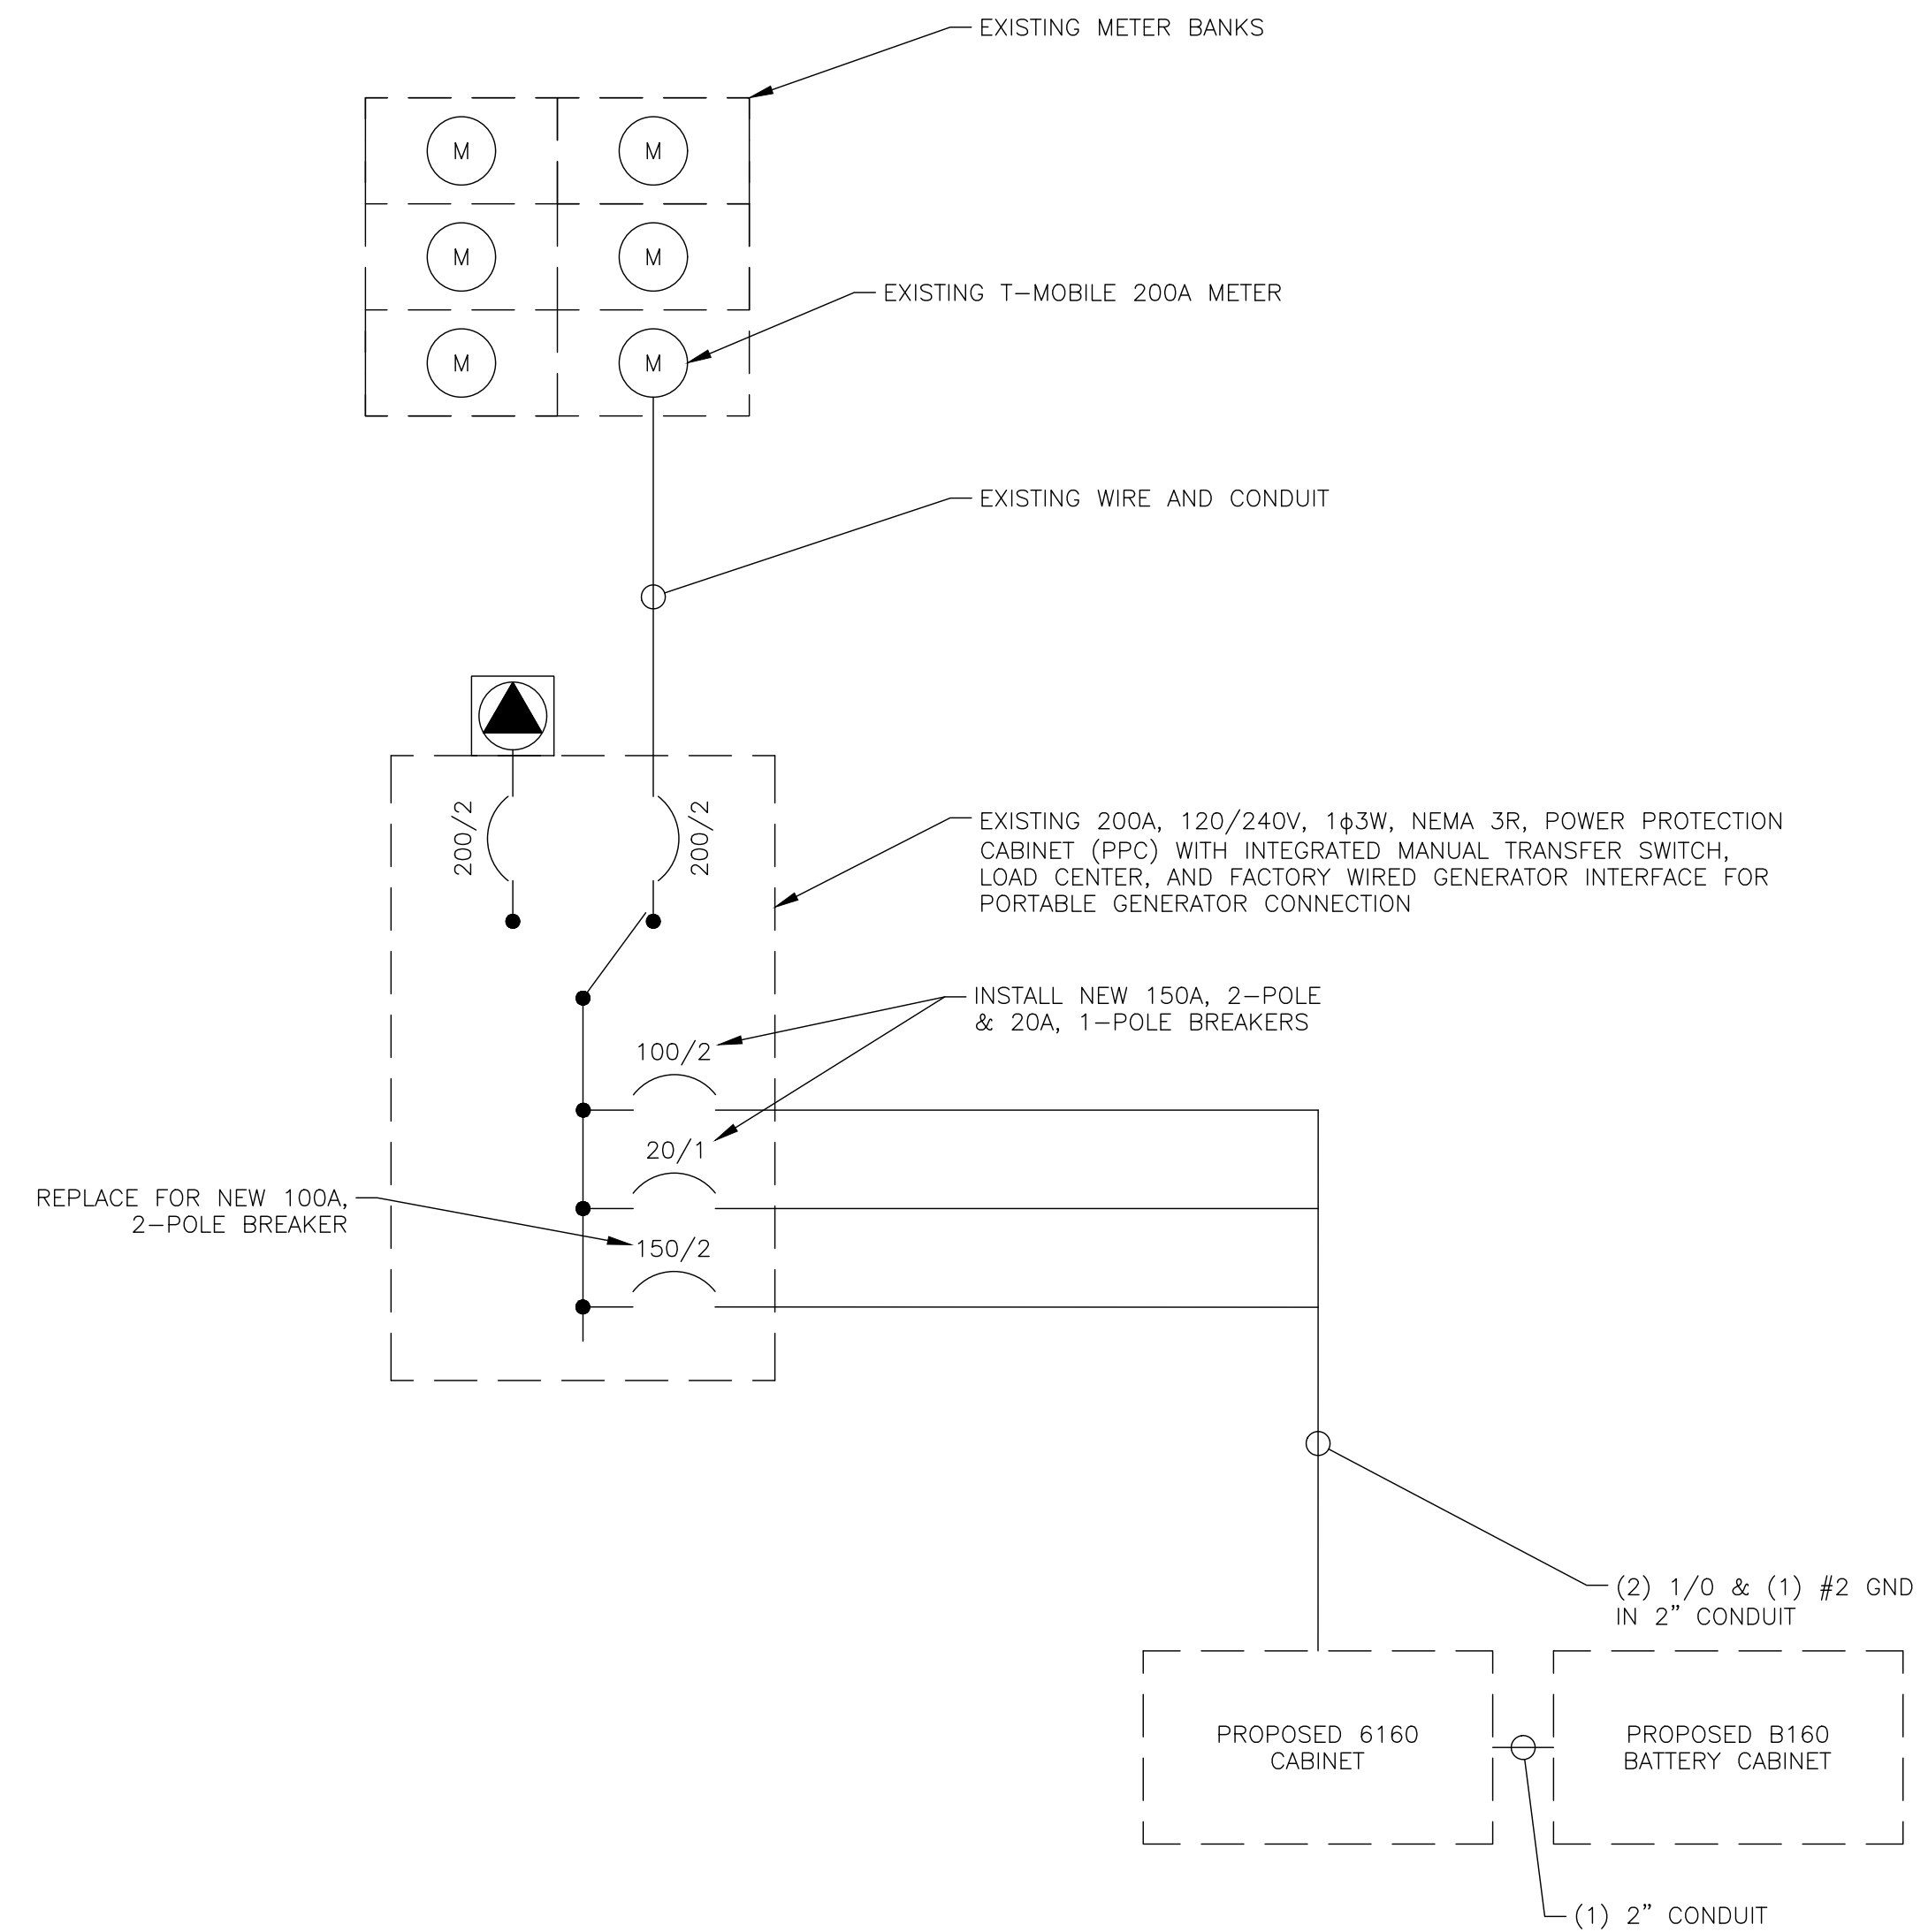 EXISTING METER BANKS
M
M
M
M
EXISTING T-MOBILE 200A METER
M
M
EXISTING WIRE AND CONDUIT
200/2
200/2
EXISTING 200A, 120/240V, 1ϕ3W, NEMA 3R, POWER PROTECTION
CABINET (PPC) WITH INTEGRATED MANUAL TRANSFER SWITCH,
LOAD CENTER, AND FACTORY WIRED GENERATOR INTERFACE FOR
PORTABLE GENERATOR CONNECTION
INSTALL NEW 150A, 2-POLE
& 20A, 1-POLE BREAKERS
100/2
20/1
REPLACE FOR NEW 100A,
2-POLE BREAKER
150/2
(2) 1/0 & (1) #2 GND
IN 2" CONDUIT
PROPOSED 6160
CABINET
PROPOSED B160
BATTERY CABINET
(1) 2" CONDUIT